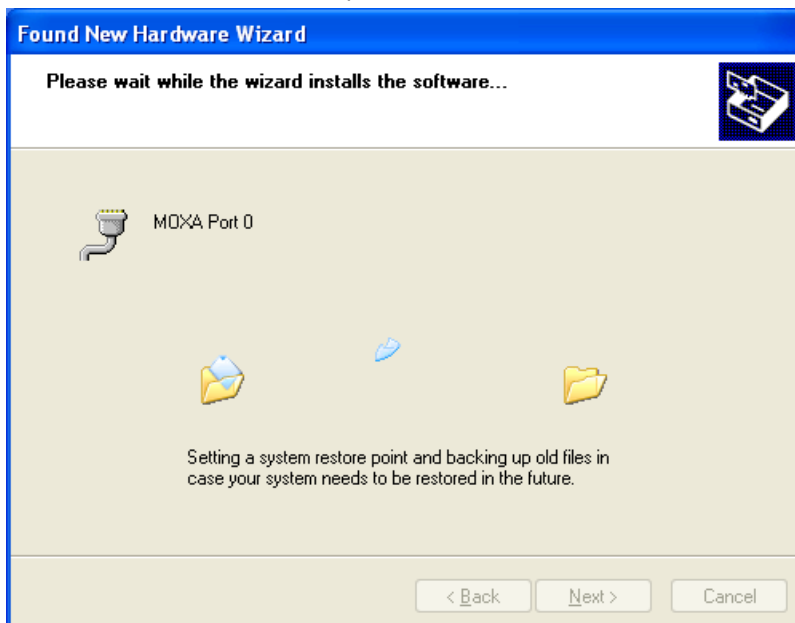 Found New Hardware Wizard
Please wait while the wizard installs the software...
MOXA Port 0
Setting a system restore point and backing up old files in
case your system needs to be restored in the future.
< Back
Next >
Cancel